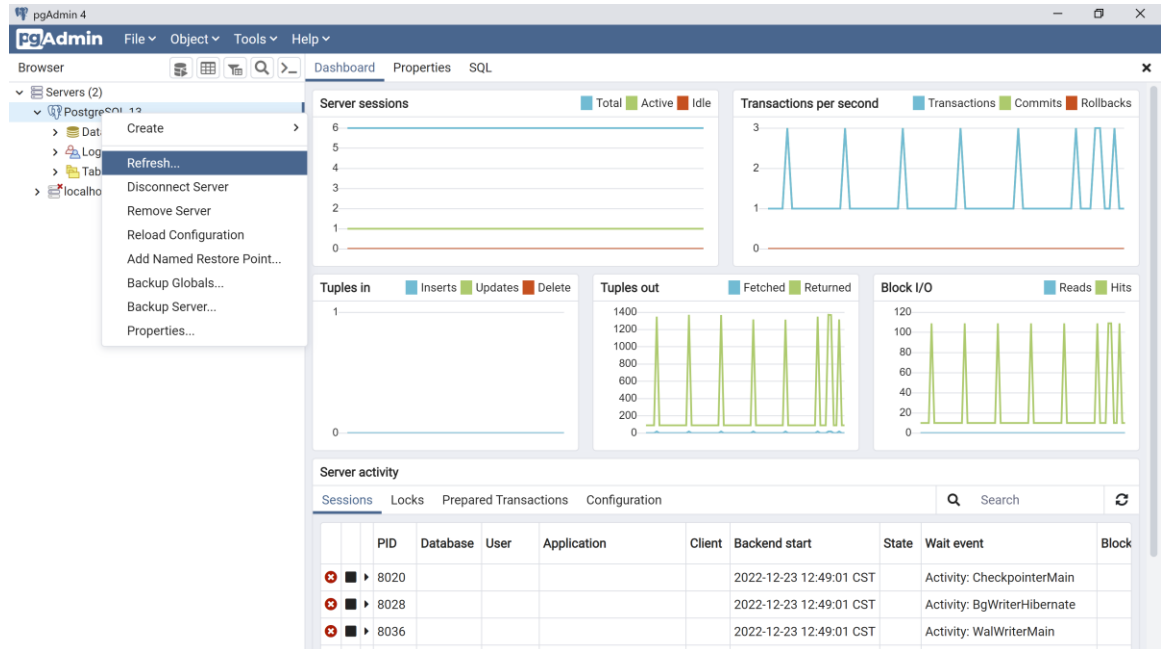 pgAdmin 4
pgAdmin File Object Tools Help
Browser
Dashboard Properties SQL
Servers (2)
PostgreSQL 13
Create
Refresh...
Disconnect Server
Remove Server
Reload Configuration
Add Named Restore Point...
Backup Globals...
Backup Server...
Properties...
Server sessions Total Active Idle
6
5
4
3
2
1
0
Transactions per second Transactions Commits Rollbacks
3
2
1
0
Tuples in Inserts Updates Delete
1
0
Tuples out Fetched Returned
1400
1200
1000
800
600
400
200
0
Block I/O Reads Hits
120
100
80
60
40
20
0
Server activity
Sessions Locks Prepared Transactions Configuration Search
PID Database User Application Client Backend start State Wait event Block
8020 2022-12-23 12:49:01 CST Activity: CheckpointerMain
8028 2022-12-23 12:49:01 CST Activity: BgWriterHibernate
8036 2022-12-23 12:49:01 CST Activity: WalWriterMain